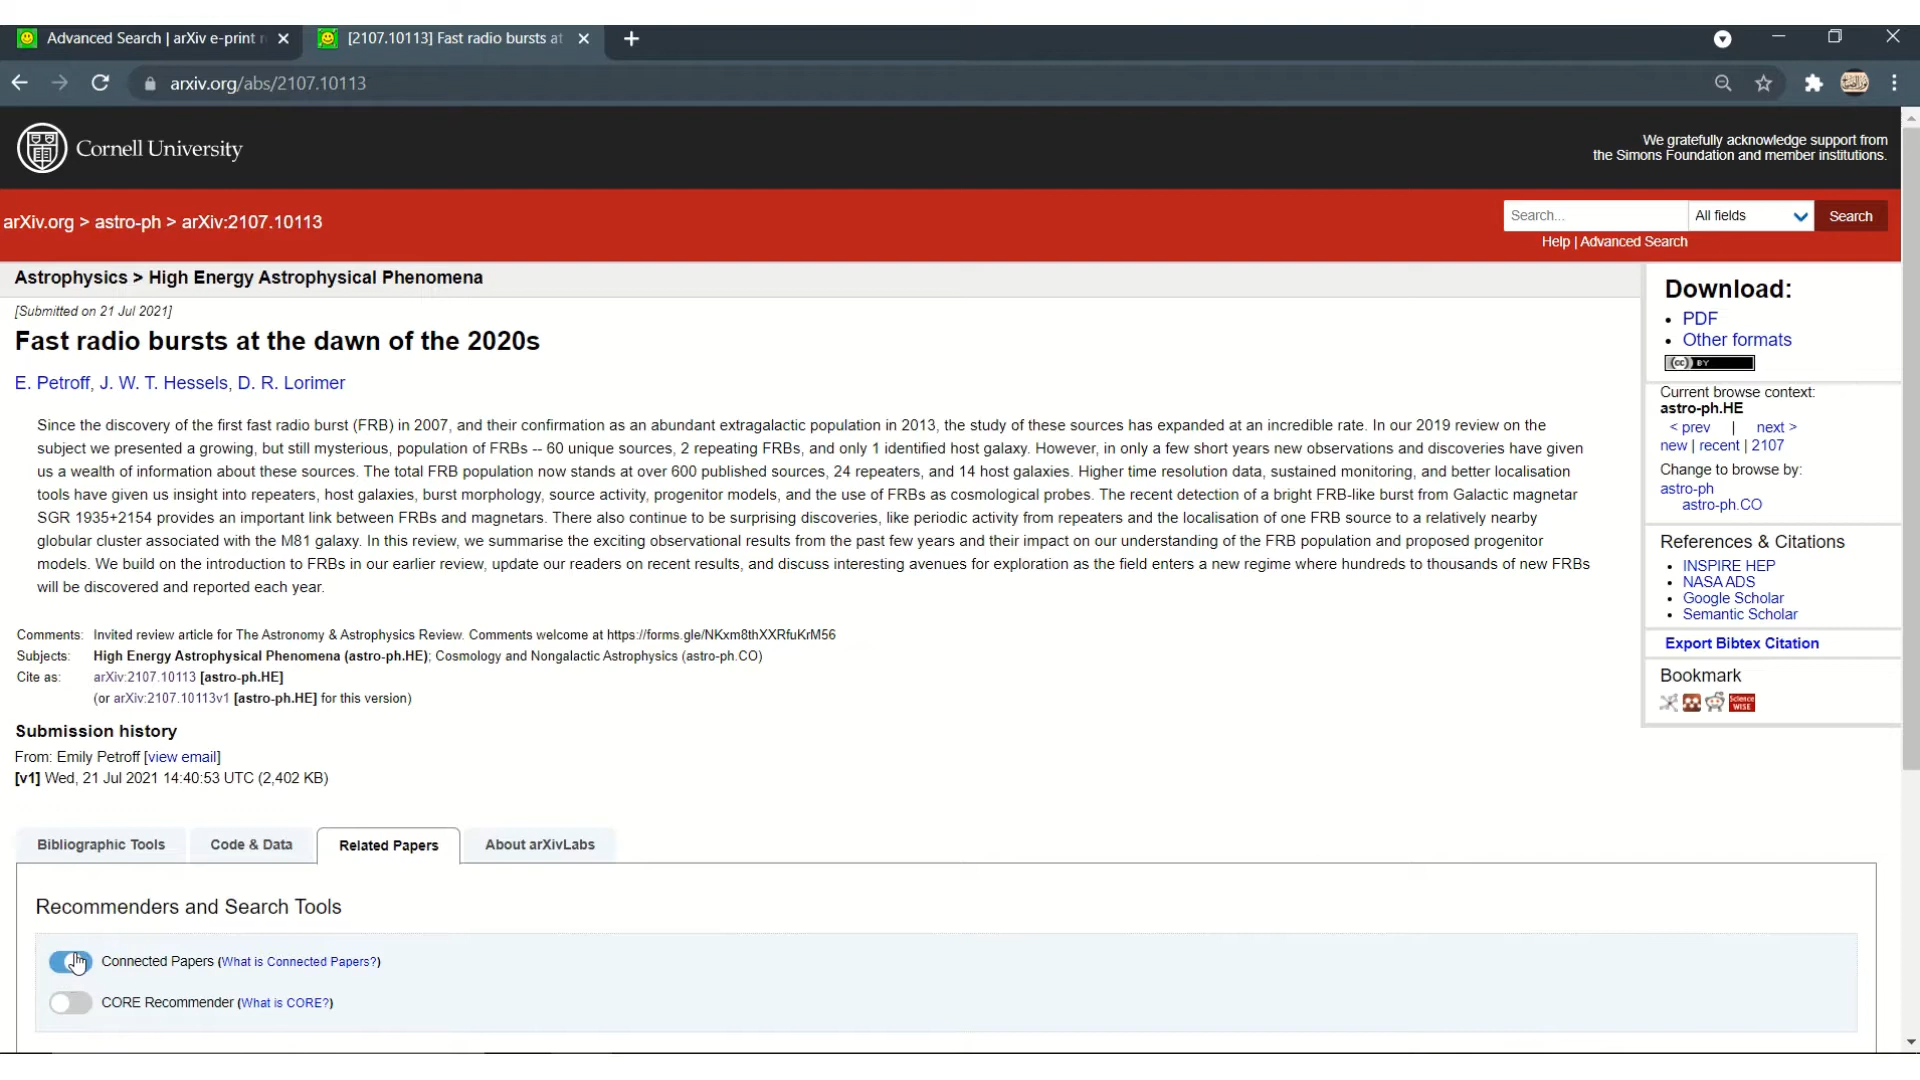 Advanced Search | arXiv e-print r
[2107.10113] Fast radio bursts at
arxiv.org/abs/2107.10113
Cornell University
We gratefully acknowledge support from
the Simons Foundation and member institutions.
arXiv.org > astro-ph > arXiv:2107.10113
Search...
All fields
Search
Help | Advanced Search
Astrophysics > High Energy Astrophysical Phenomena
[Submitted on 21 Jul 2021]
Fast radio bursts at the dawn of the 2020s
E. Petroff, J. W. T. Hessels, D. R. Lorimer
Since the discovery of the first fast radio burst (FRB) in 2007, and their confirmation as an abundant extragalactic population in 2013, the study of these sources has expanded at an incredible rate. In our 2019 review on the
subject we presented a growing, but still mysterious, population of FRBs -- 60 unique sources, 2 repeating FRBs, and only 1 identified host galaxy. However, in only a few short years new observations and discoveries have given
us a wealth of information about these sources. The total FRB population now stands at over 600 published sources, 24 repeaters, and 14 host galaxies. Higher time resolution data, sustained monitoring, and better localisation
tools have given us insight into repeaters, host galaxies, burst morphology, source activity, progenitor models, and the use of FRBs as cosmological probes. The recent detection of a bright FRB-like burst from Galactic magnetar
SGR 1935+2154 provides an important link between FRBs and magnetars. There also continue to be surprising discoveries, like periodic activity from repeaters and the localisation of one FRB source to a relatively nearby
globular cluster associated with the M81 galaxy. In this review, we summarise the exciting observational results from the past few years and their impact on our understanding of the FRB population and proposed progenitor
models. We build on the introduction to FRBs in our earlier review, update our readers on recent results, and discuss interesting avenues for exploration as the field enters a new regime where hundreds to thousands of new FRBs
will be discovered and reported each year.
Comments: Invited review article for The Astronomy & Astrophysics Review. Comments welcome at https://forms.gle/NKxm8thXXRfuKrM56
Subjects: High Energy Astrophysical Phenomena (astro-ph.HE); Cosmology and Nongalactic Astrophysics (astro-ph.CO)
Cite as: arXiv:2107.10113 [astro-ph.HE]
(or arXiv:2107.10113v1 [astro-ph.HE] for this version)
Submission history
From: Emily Petroff [view email]
[v1] Wed, 21 Jul 2021 14:40:53 UTC (2,402 KB)
Download:
PDF
Other formats
(cc) BY
Current browse context:
astro-ph.HE
< prev | next >
new | recent | 2107
Change to browse by:
astro-ph
astro-ph.CO
References & Citations
INSPIRE HEP
NASA ADS
Google Scholar
Semantic Scholar
Export Bibtex Citation
Bookmark
Science
WISE
Bibliographic Tools
Code & Data
Related Papers
About arXivLabs
Recommenders and Search Tools
Connected Papers (What is Connected Papers?)
CORE Recommender (What is CORE?)